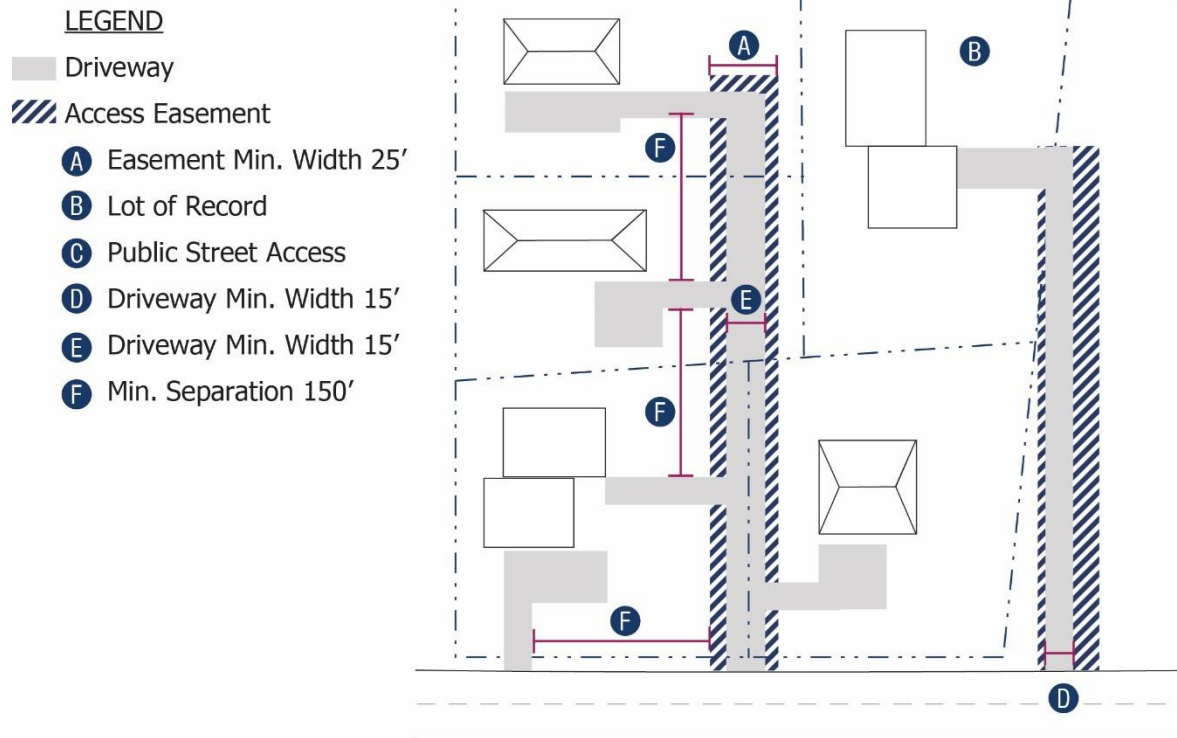 LEGEND
Driveway
Access Easement
A Easement Min. Width 25′
B Lot of Record
C Public Street Access
D Driveway Min. Width 15′
E Driveway Min. Width 15′
F Min. Separation 150′
A
B
F
E
F
F
D